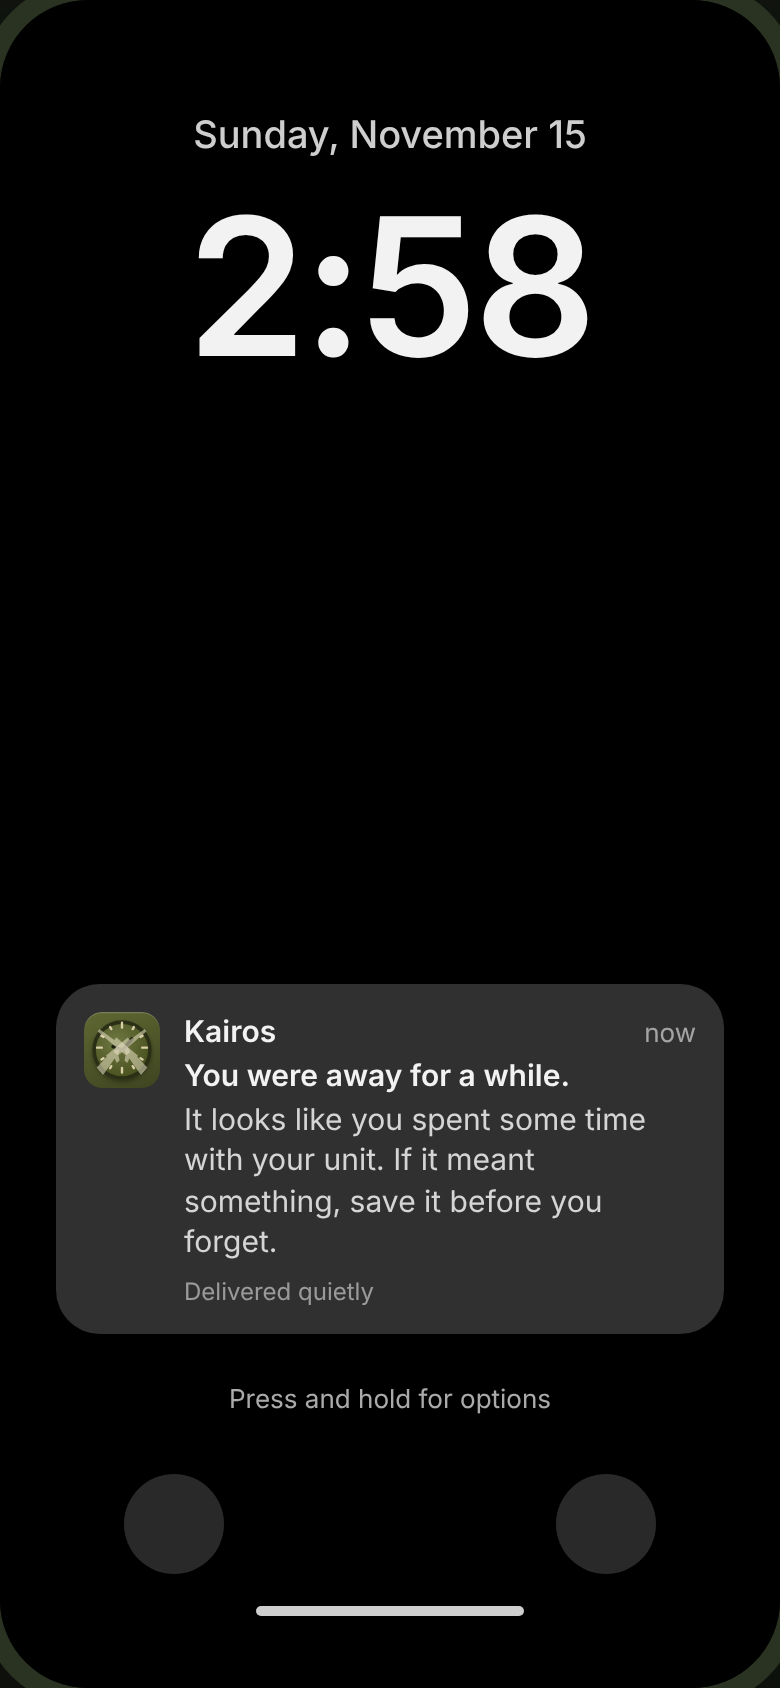 Sunday, November 15
2:58
Kairos
now
You were away for a while.
It looks like you spent some time
with your unit. If it meant
something, save it before you
forget.
Delivered quietly
Press and hold for options